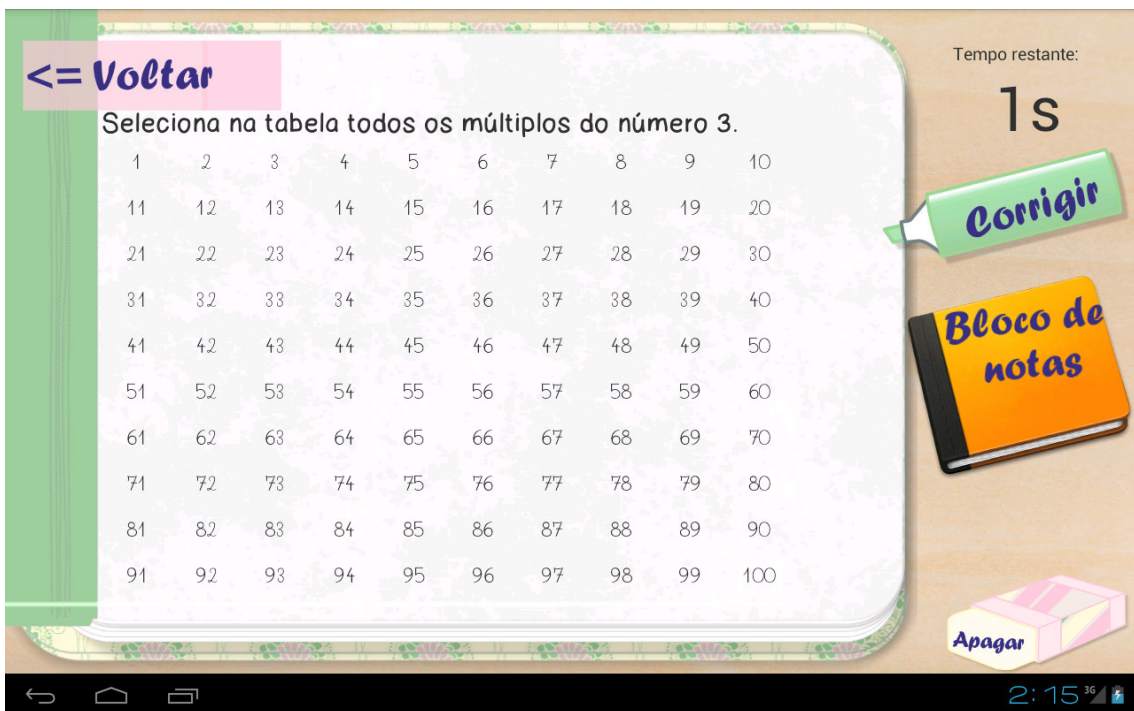 <= Voltar
Tempo restante:
1s
Seleciona na tabela todos os múltiplos do número 3.
1 2 3 4 5 6 7 8 9 10
11 12 13 14 15 16 17 18 19 20
21 22 23 24 25 26 27 28 29 30
31 32 33 34 35 36 37 38 39 40
41 42 43 44 45 46 47 48 49 50
51 52 53 54 55 56 57 58 59 60
61 62 63 64 65 66 67 68 69 70
71 72 73 74 75 76 77 78 79 80
81 82 83 84 85 86 87 88 89 90
91 92 93 94 95 96 97 98 99 100
Corrigir
Bloco de
notas
Apagar
2:15 3G